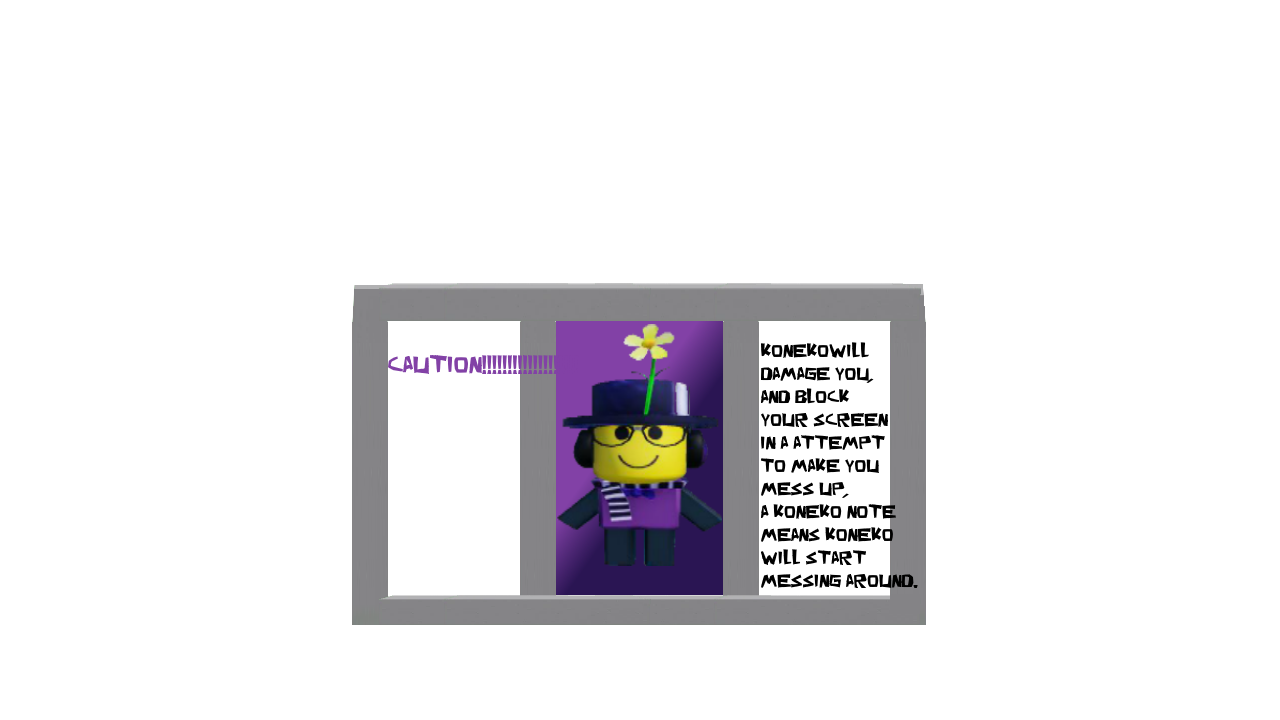 CAUTION!!!!!!!!!!!!!!
KONEKOWILL
DAMAGE YOU,
AND BLOCK
YOUR SCREEN
IN A ATTEMPT
TO MAKE YOU
MESS UP,
A KONEKO NOTE
MEANS KONEKO
WILL START
MESSING AROUND.